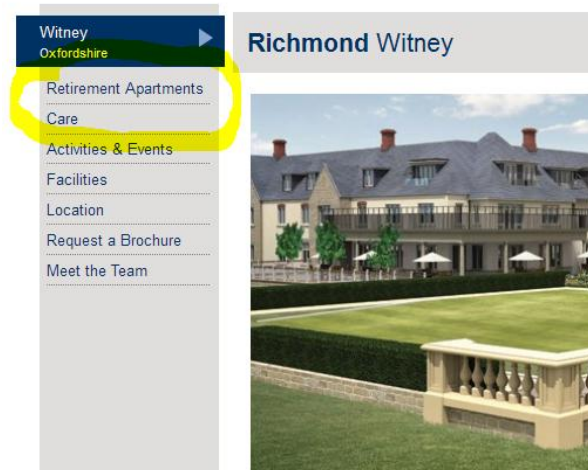 Witney
Oxfordshire
Richmond Witney
Retirement Apartments
Care
Activities & Events
Facilities
Location
Request a Brochure
Meet the Team